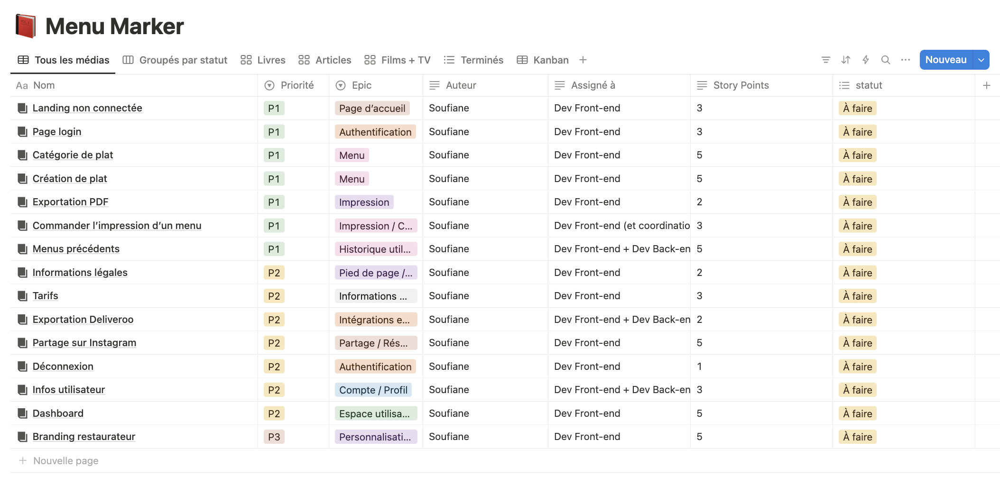 Menu Marker
Tous les médias Groupés par statut Livres Articles Films + TV Terminés Kanban Nouveau
Aa Nom Priorité Epic Auteur Assigné à Story Points statut
Landing non connectée P1 Page d’accueil Soufiane Dev Front-end 3 À faire
Page login P1 Authentification Soufiane Dev Front-end 3 À faire
Catégorie de plat P1 Menu Soufiane Dev Front-end 5 À faire
Création de plat P1 Menu Soufiane Dev Front-end 5 À faire
Exportation PDF P1 Impression Soufiane Dev Front-end 2 À faire
Commander l’impression d’un menu P1 Impression / C... Soufiane Dev Front-end (et coordinatio 3 À faire
Menus précédents P1 Historique util... Soufiane Dev Front-end + Dev Back-en 5 À faire
Informations légales P2 Pied de page /... Soufiane Dev Front-end 2 À faire
Tarifs P2 Informations ... Soufiane Dev Front-end 3 À faire
Exportation Deliveroo P2 Intégrations e... Soufiane Dev Front-end + Dev Back-en 2 À faire
Partage sur Instagram P2 Partage / Rés... Soufiane Dev Front-end 5 À faire
Déconnexion P2 Authentification Soufiane Dev Front-end 1 À faire
Infos utilisateur P2 Compte / Profil Soufiane Dev Front-end + Dev Back-en 3 À faire
Dashboard P2 Espace utilisa... Soufiane Dev Front-end 5 À faire
Branding restaurateur P3 Personnalisati... Soufiane Dev Front-end 5 À faire
+ Nouvelle page